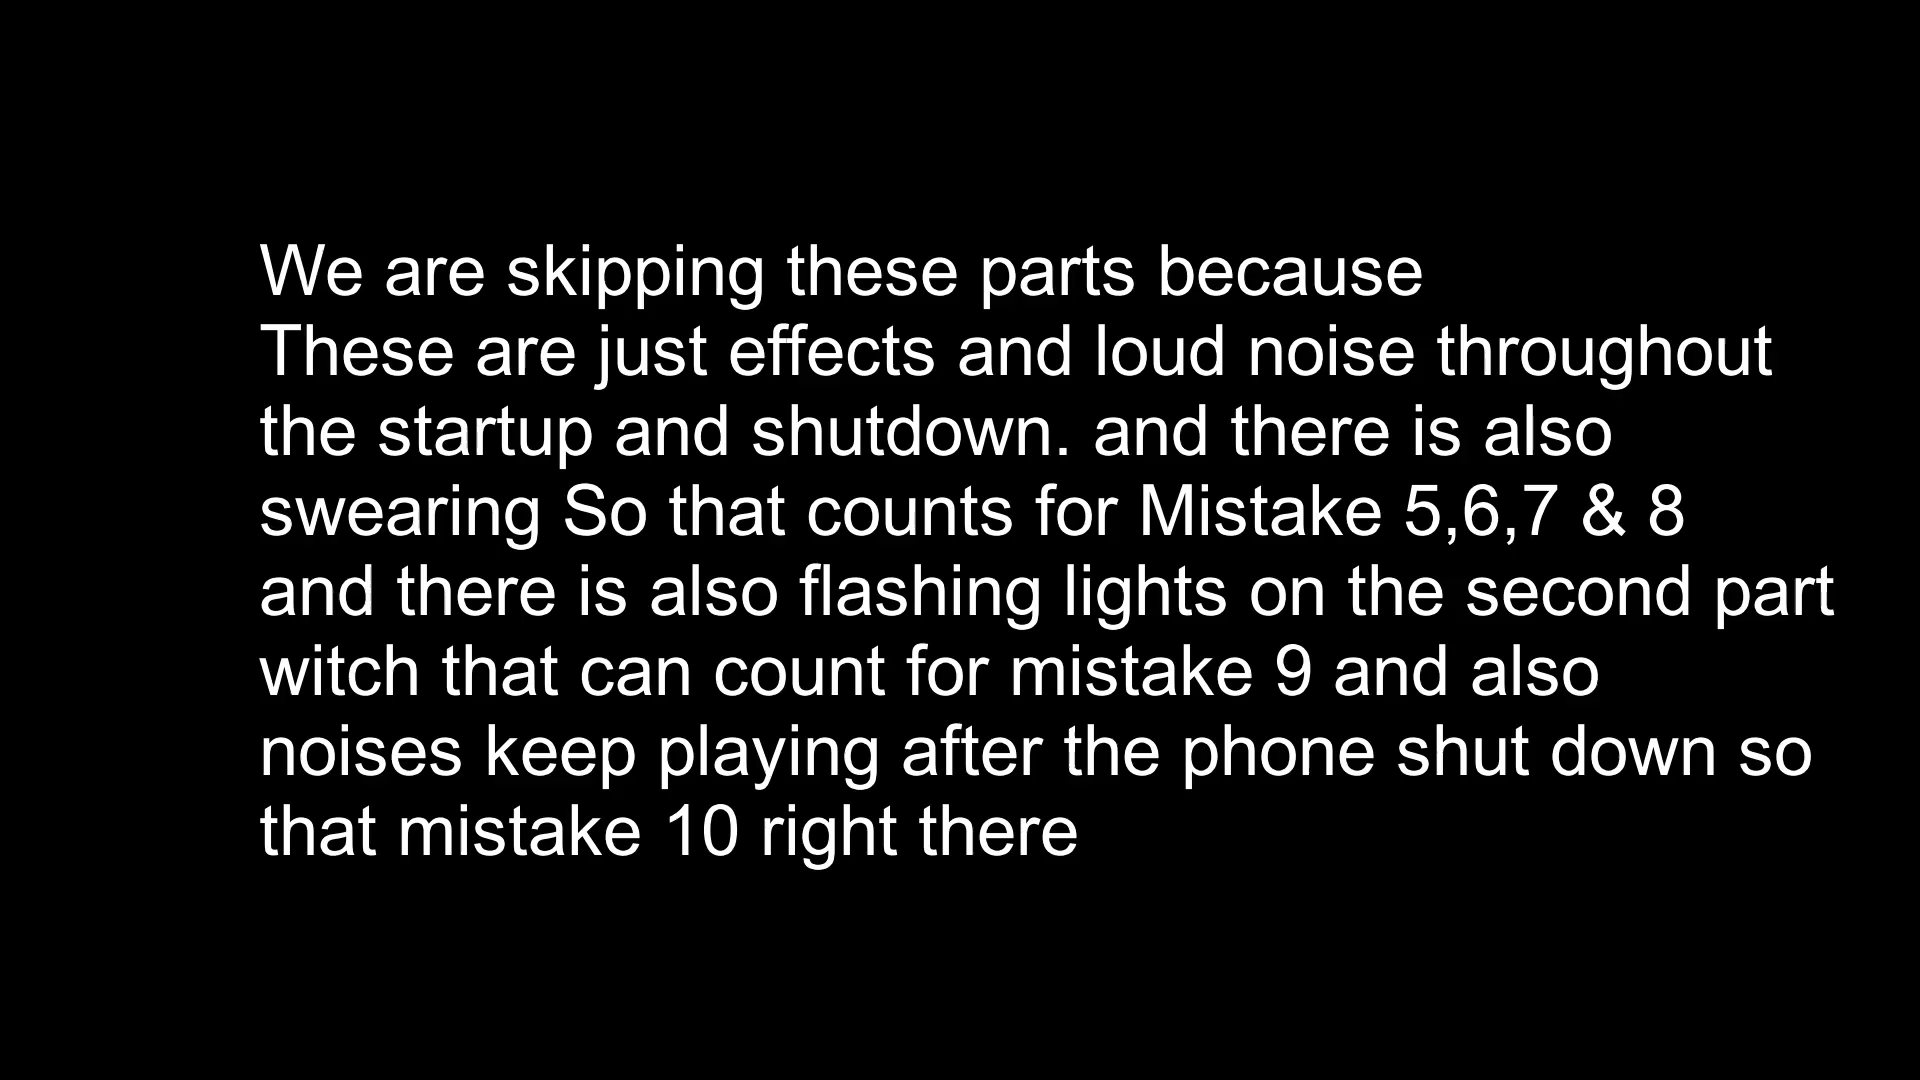 We are skipping these parts because
These are just effects and loud noise throughout
the startup and shutdown. and there is also
swearing So that counts for Mistake 5,6,7 & 8
and there is also flashing lights on the second part
witch that can count for mistake 9 and also
noises keep playing after the phone shut down so
that mistake 10 right there